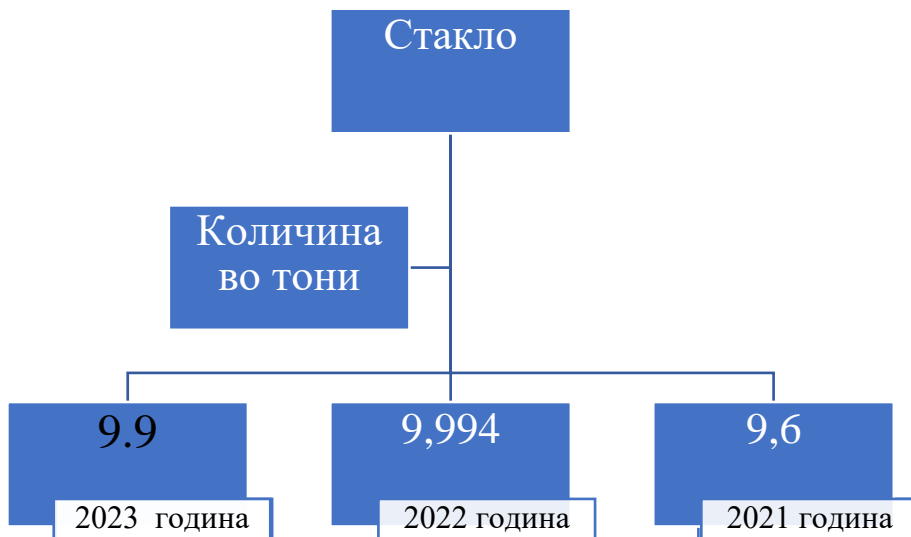 Стакло
Количина
во тони
9.9
9,994
9,6
2023 година
2022 година
2021 година